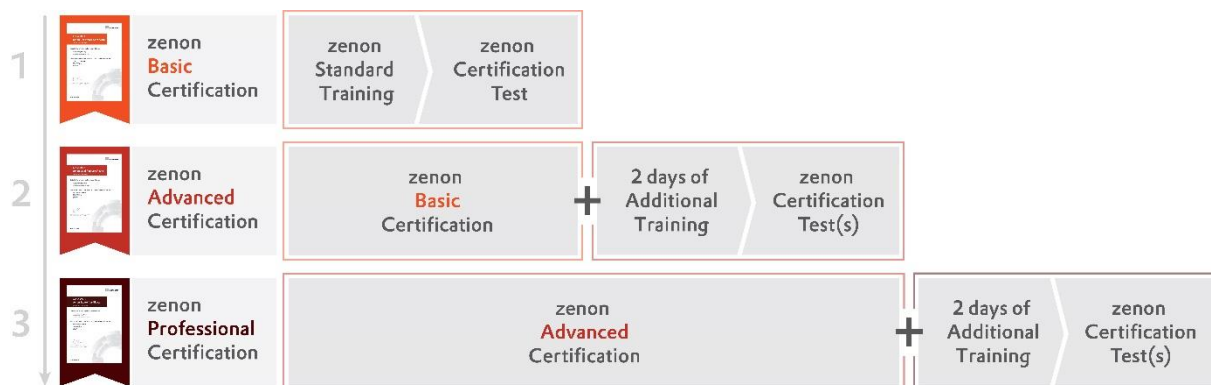 1
zenon
Basic
Certification
zenon
Standard
Training
zenon
Certification
Test
2
zenon
Advanced
Certification
zenon
Basic
Certification
+
2 days of
Additional
Training
zenon
Certification
Test(s)
3
zenon
Professional
Certification
zenon
Advanced
Certification
+
2 days of
Additional
Training
zenon
Certification
Test(s)